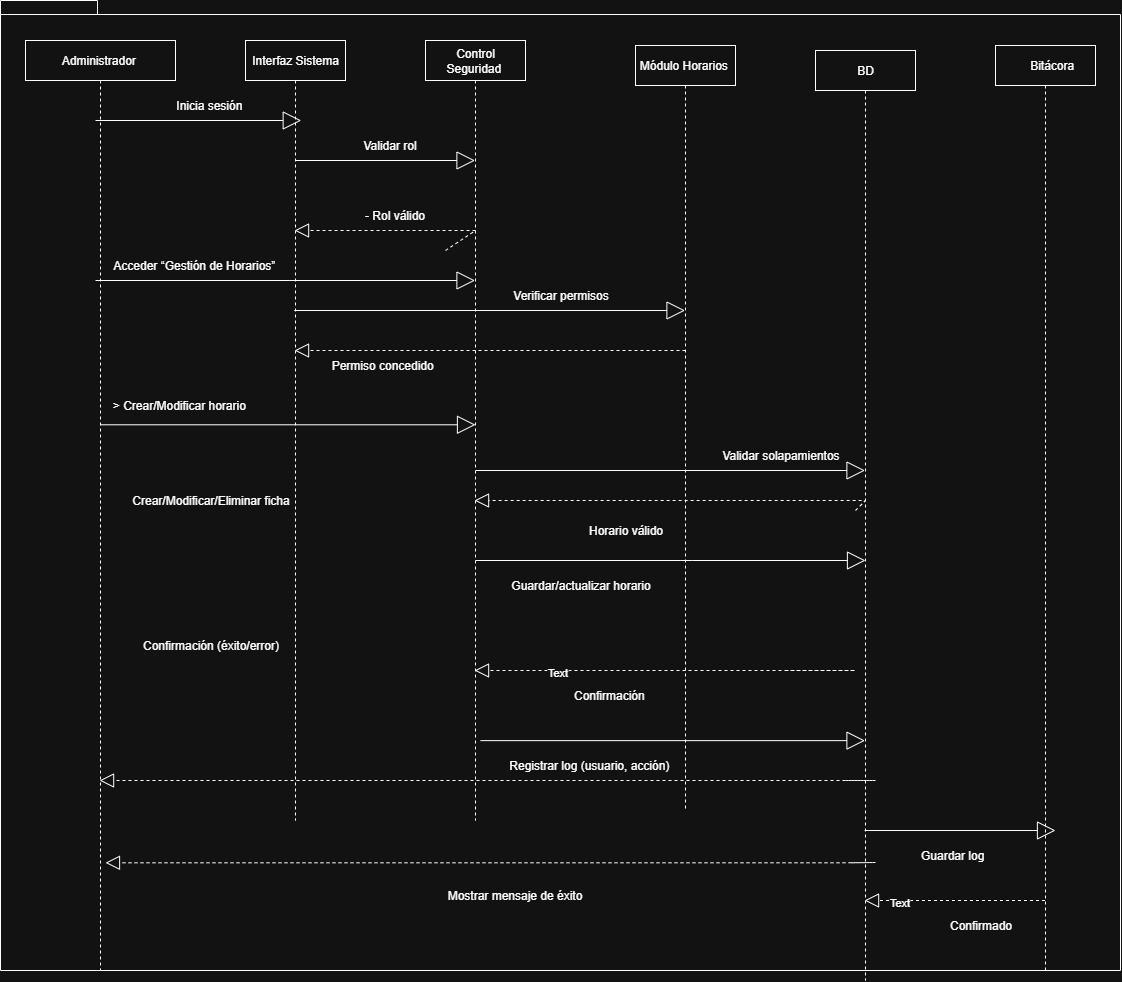 Administrador
Interfaz Sistema
Control
Seguridad
Módulo Horarios
BD
Bitácora
Inicia sesión
Validar rol
- Rol válido
Acceder “Gestión de Horarios”
Verificar permisos
Permiso concedido
> Crear/Modificar horario
Validar solapamientos
Crear/Modificar/Eliminar ficha
Horario válido
Guardar/actualizar horario
Confirmación (éxito/error)
Text
Confirmación
Registrar log (usuario, acción)
Guardar log
Mostrar mensaje de éxito
Text
Confirmado